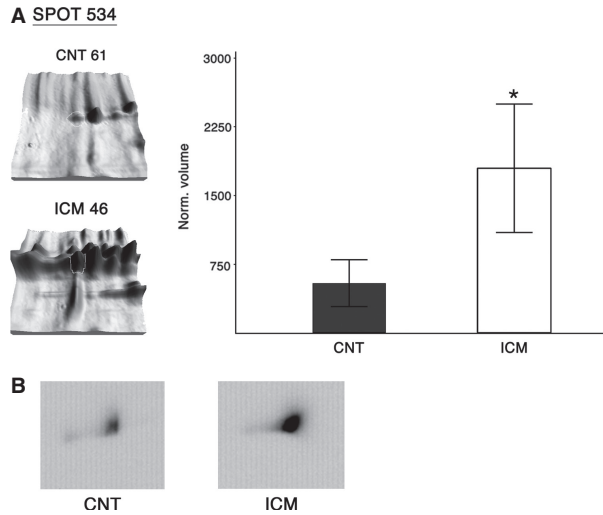 A SPOT 534
CNT 61
ICM 46
Norm. volume
3000
2250
1500
750
*
CNT
ICM
B
CNT
ICM